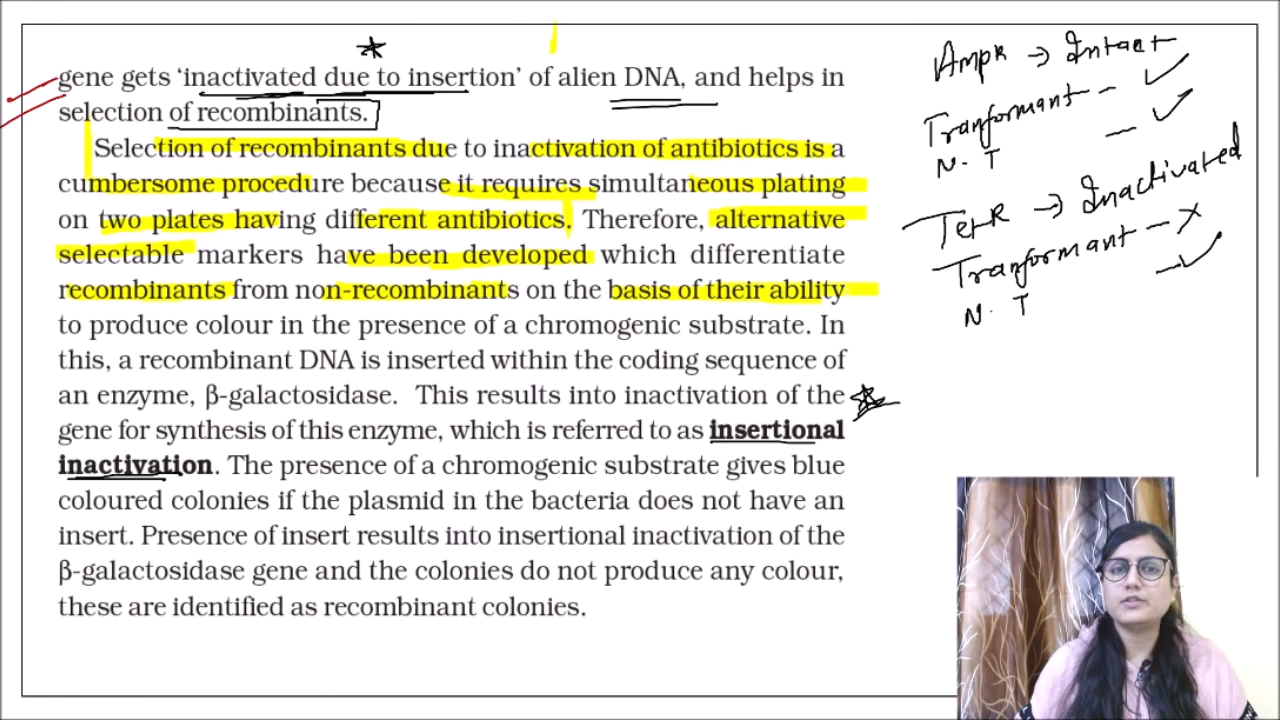 gene gets ‘inactivated due to insertion’ of alien DNA, and helps in
selection of recombinants.
Selection of recombinants due to inactivation of antibiotics is a
cumbersome procedure because it requires simultaneous plating
on two plates having different antibiotics. Therefore, alternative
selectable markers have been developed which differentiate
recombinants from non-recombinants on the basis of their ability
to produce colour in the presence of a chromogenic substrate. In
this, a recombinant DNA is inserted within the coding sequence of
an enzyme, β-galactosidase. This results into inactivation of the
gene for synthesis of this enzyme, which is referred to as insertional
inactivation. The presence of a chromogenic substrate gives blue
coloured colonies if the plasmid in the bacteria does not have an
insert. Presence of insert results into insertional inactivation of the
β-galactosidase gene and the colonies do not produce any colour,
these are identified as recombinant colonies.
AmpR → Intact
Tranformant - ✓
N. T - ✓
TetR → Inactivated
Tranformant - ✗
N. T - ✓